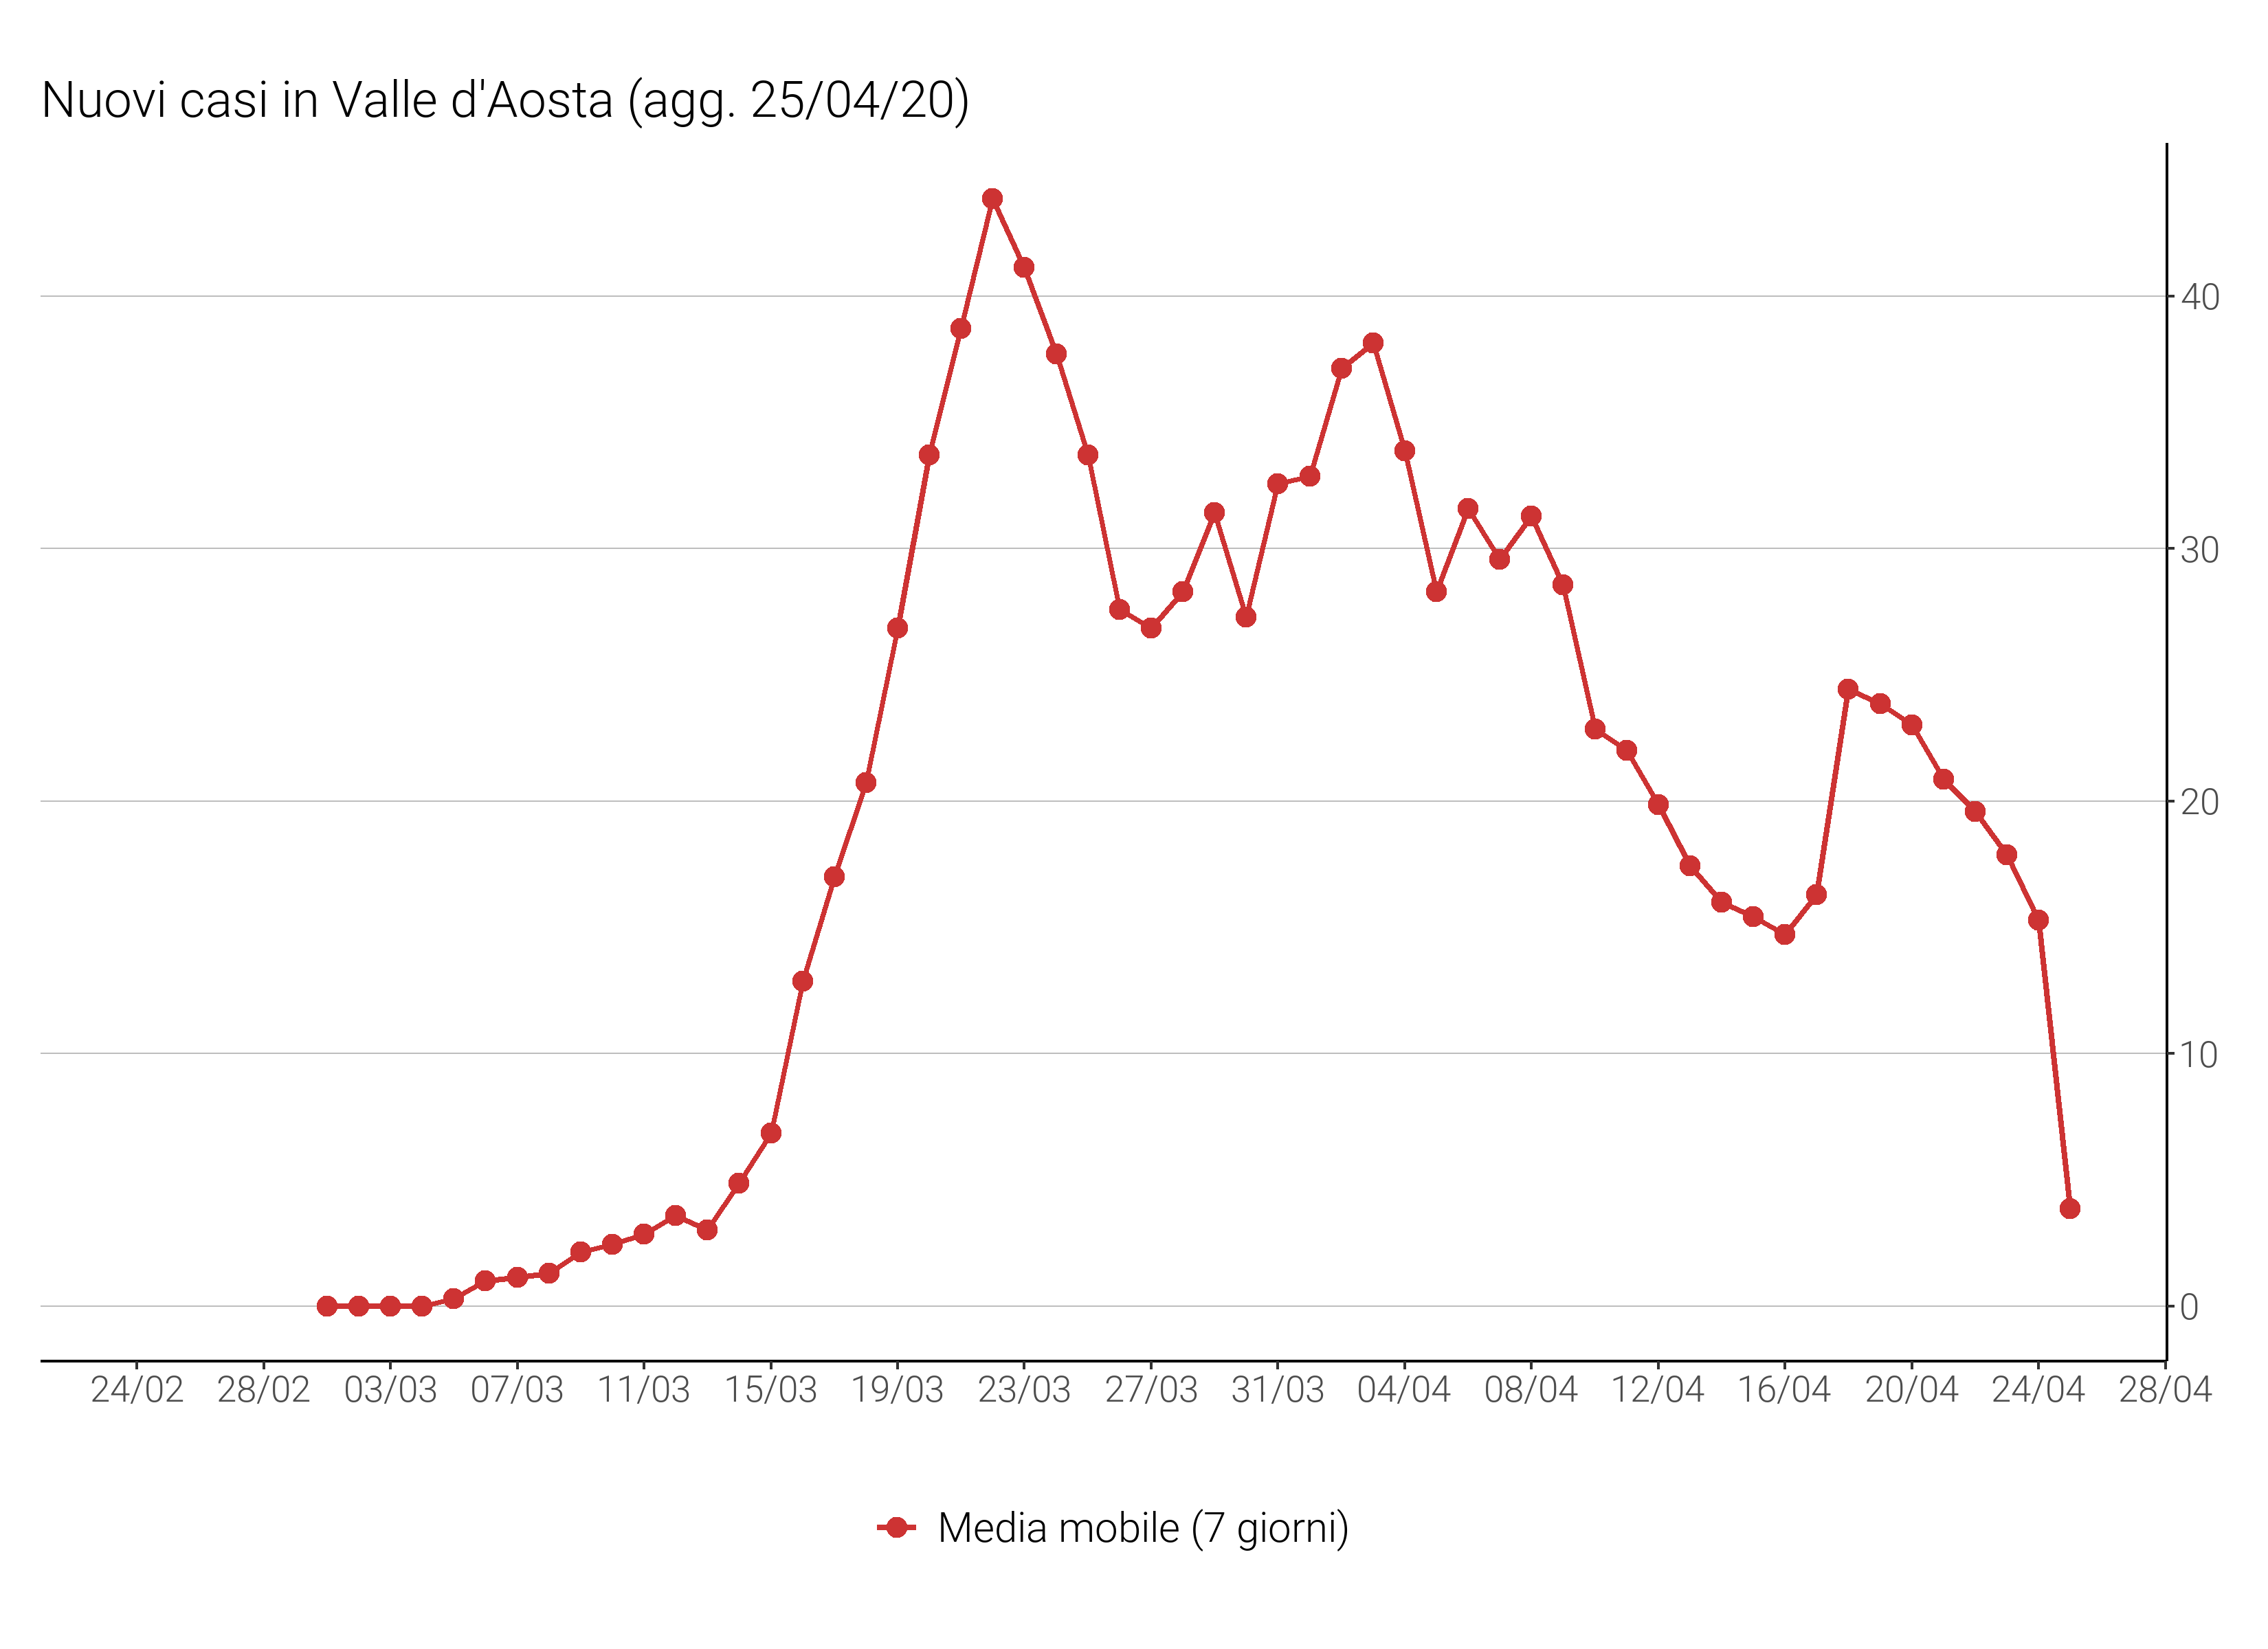 Nuovi casi in Valle d'Aosta (agg. 25/04/20)
40
30
20
10
0
24/02 28/02 03/03 07/03 11/03 15/03 19/03 23/03 27/03 31/03 04/04 08/04 12/04 16/04 20/04 24/04 28/04
Media mobile (7 giorni)